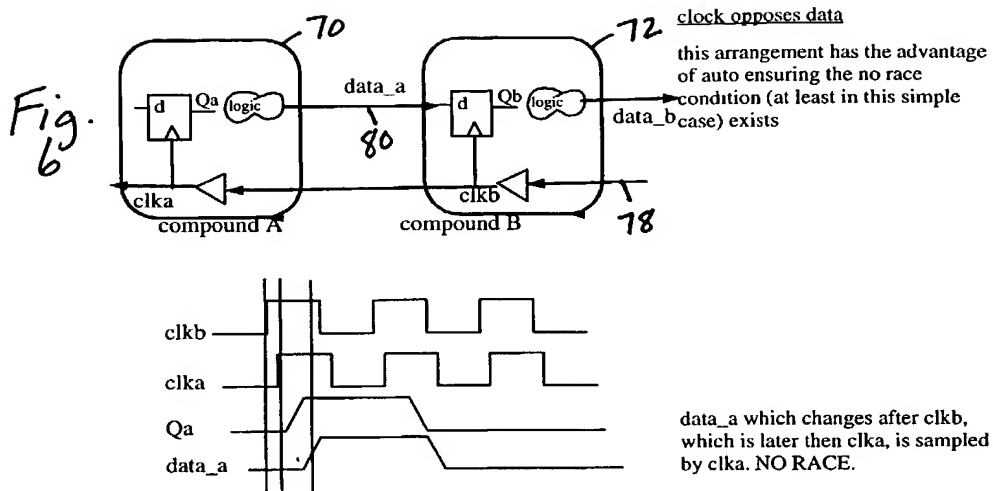 Fig. 6
70
72
clock opposes data
this arrangement has the advantage
of auto ensuring the no race
condition (at least in this simple
case) exists
d
Qa
logic
data_a
80
d
Qb
logic
data_b
clka
clkb
78
compound A
compound B
clkb
clka
Qa
data_a
data_a which changes after clkb,
which is later then clka, is sampled
by clka. NO RACE.